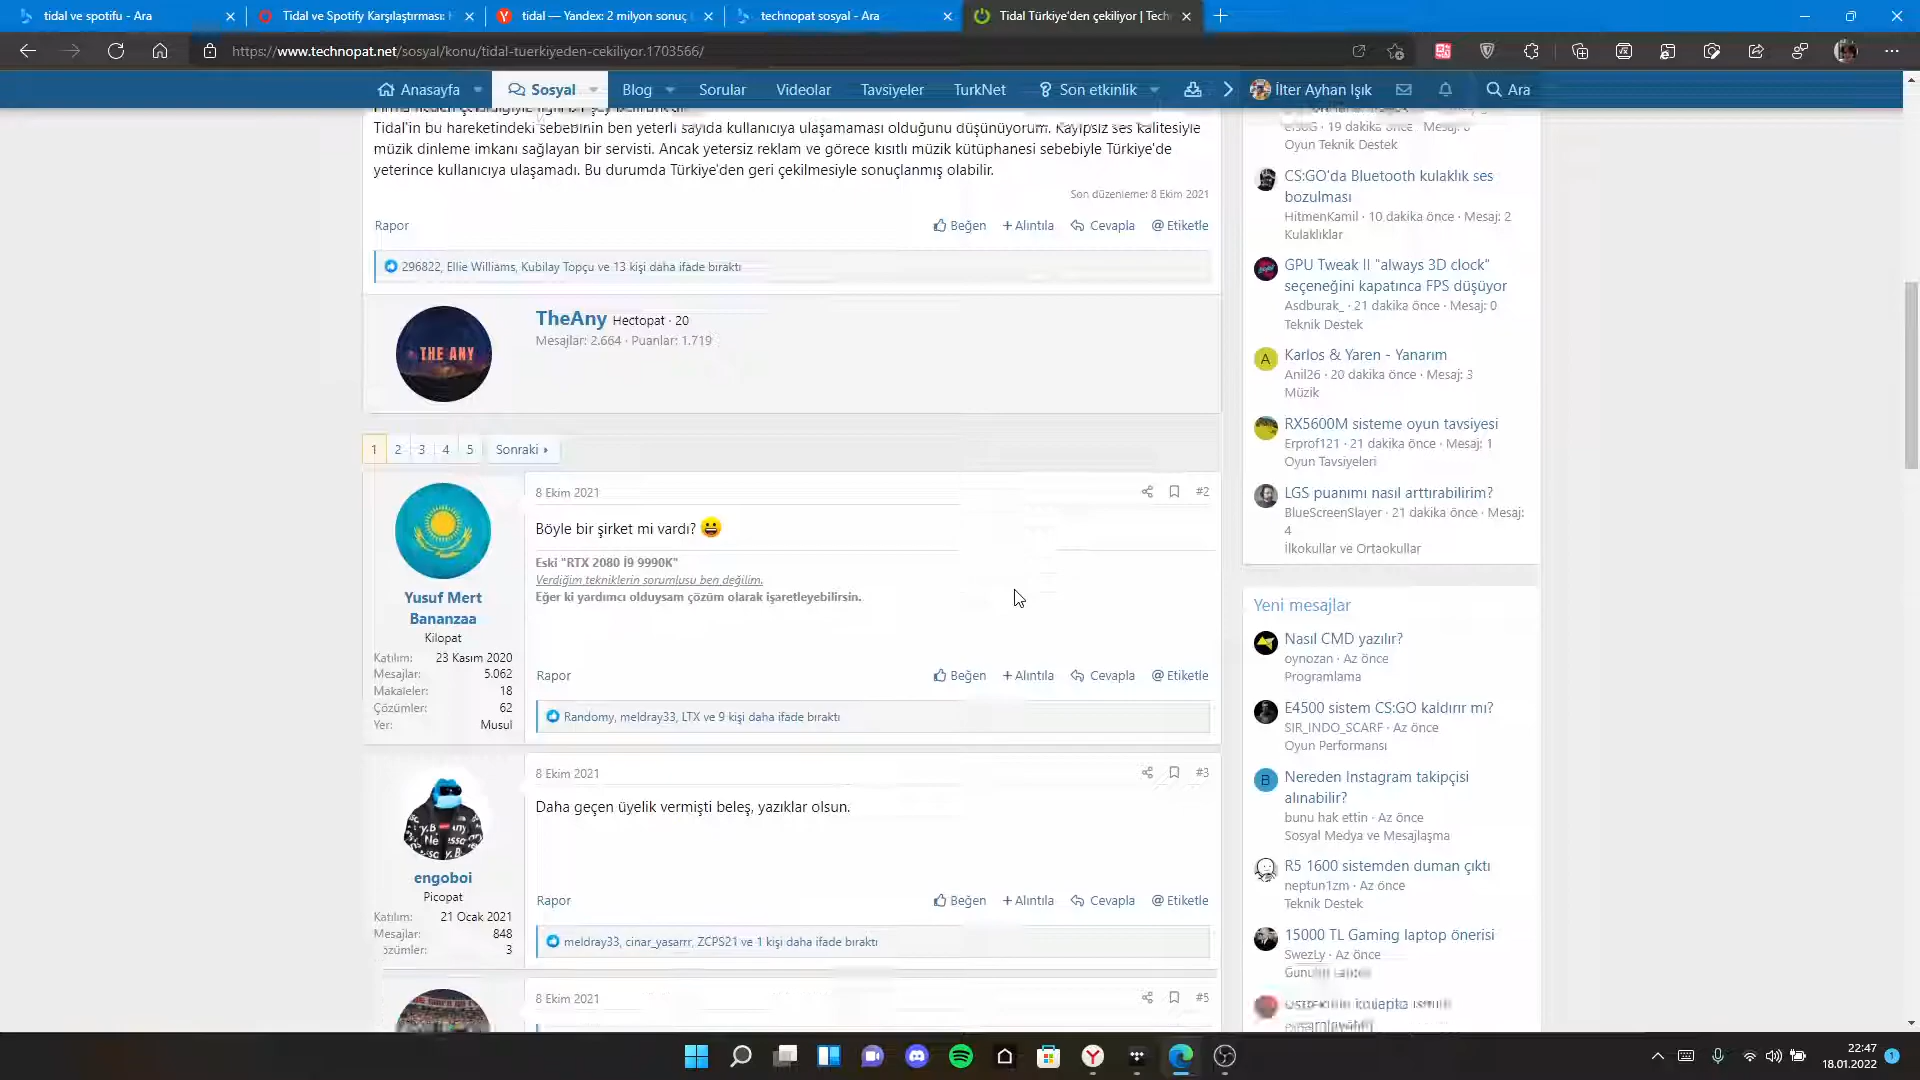 tidal ve spotifu - Ara
Tidal ve Spotify Karşılaştırması:
tidal — Yandex: 2 milyon sonuç
technopat sosyal - Ara
Tidal Türkiye'den çekiliyor | Techn
https://www.technopat.net/sosyal/konu/tidal-tuerkiyeden-cekiliyor.1703566/
Anasayfa
Sosyal
Blog
Sorular
Videolar
Tavsiyeler
TurkNet
Son etkinlik
İlter Ayhan Işık
Ara
Tidal'in bu hareketindeki sebebinin ben yeterli sayıda kullanıcıya ulaşamaması olduğunu düşünüyorum. Kayıpsız ses kalitesiyle
müzik dinleme imkanı sağlayan bir servisti. Ancak yetersiz reklam ve görece kısıtlı müzik kütüphanesi sebebiyle Türkiye'de
yeterince kullanıcıya ulaşamadı. Bu durumda Türkiye'den geri çekilmesiyle sonuçlanmış olabilir.
Son düzenleme: 8 Ekim 2021
Rapor
Beğen
+ Alıntıla
Cevapla
@ Etiketle
296822, Ellie Williams, Kubilay Topçu ve 13 kişi daha ifade bıraktı
THE ANY
TheAny Hectopat · 20
Mesajlar: 2.664 · Puanlar: 1.719
1
2
3
4
5
Sonraki
8 Ekim 2021
#2
Böyle bir şirket mi vardı?
Eski "RTX 2080 İ9 9990K"
Verdiğim tekniklerin sorumlusu ben değilim.
Eğer ki yardımcı olduysam çözüm olarak işaretleyebilirsin.
Yusuf Mert
Bananzaa
Kilopat
Katılım: 23 Kasım 2020
Mesajlar: 5.062
Makaleler: 18
Çözümler: 62
Yer: Musul
Rapor
Beğen
+ Alıntıla
Cevapla
@ Etiketle
Randomy, meldray33, LTX ve 9 kişi daha ifade bıraktı
8 Ekim 2021
#3
Daha geçen üyelik vermişti beleş, yazıklar olsun.
engoboi
Picopat
Katılım: 21 Ocak 2021
Mesajlar: 848
özümler: 3
Rapor
Beğen
+ Alıntıla
Cevapla
@ Etiketle
meldray33, cinar_yasarrr, ZCPS21 ve 1 kişi daha ifade bıraktı
8 Ekim 2021
#5
19 dakika önce · Mesaj: 0
Oyun Teknik Destek
CS:GO'da Bluetooth kulaklık ses
bozulması
HitmenKamil · 10 dakika önce · Mesaj: 2
Kulaklıklar
GPU Tweak II "always 3D clock"
seçeneğini kapatınca FPS düşüyor
Asdburak_ · 21 dakika önce · Mesaj: 0
Teknik Destek
A
Karlos & Yaren - Yanarım
Anil26 · 20 dakika önce · Mesaj: 3
Müzik
RX5600M sisteme oyun tavsiyesi
Erprof121 · 21 dakika önce · Mesaj: 1
Oyun Tavsiyeleri
LGS puanımı nasıl arttırabilirim?
BlueScreenSlayer · 21 dakika önce · Mesaj:
4
İlkokullar ve Ortaokullar
Yeni mesajlar
Nasıl CMD yazılır?
oynozan · Az önce
Programlama
E4500 sistem CS:GO kaldırır mı?
SIR_INDO_SCARF · Az önce
Oyun Performansı
B
Nereden Instagram takipçisi
alınabilir?
bunu hak ettin · Az önce
Sosyal Medya ve Mesajlaşma
R5 1600 sistemden duman çıktı
neptun1zm · Az önce
Teknik Destek
15000 TL Gaming laptop önerisi
SwezLy · Az önce
22:47
18.01.2022
1